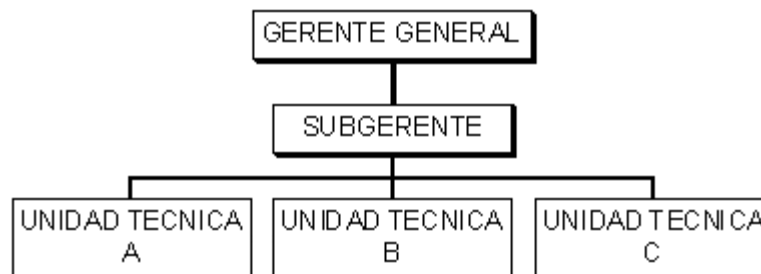 GERENTE GENERAL
SUBGERENTE
UNIDAD TECNICA
A
UNIDAD TECNICA
B
UNIDAD TECNICA
C